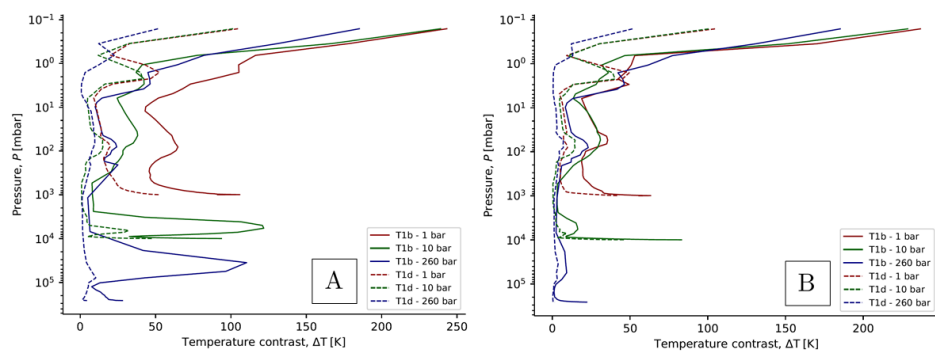 10⁻¹
10⁰
10¹
10²
10³
10⁴
10⁵
Pressure, P [mbar]
A
T1b - 1 bar
T1b - 10 bar
T1b - 260 bar
T1d - 1 bar
T1d - 10 bar
T1d - 260 bar
0 50 100 150 200 250
Temperature contrast, ΔT [K]
10⁻¹
10⁰
10¹
10²
10³
10⁴
10⁵
Pressure, P [mbar]
B
T1b - 1 bar
T1b - 10 bar
T1b - 260 bar
T1d - 1 bar
T1d - 10 bar
T1d - 260 bar
0 50 100 150 200
Temperature contrast, ΔT [K]